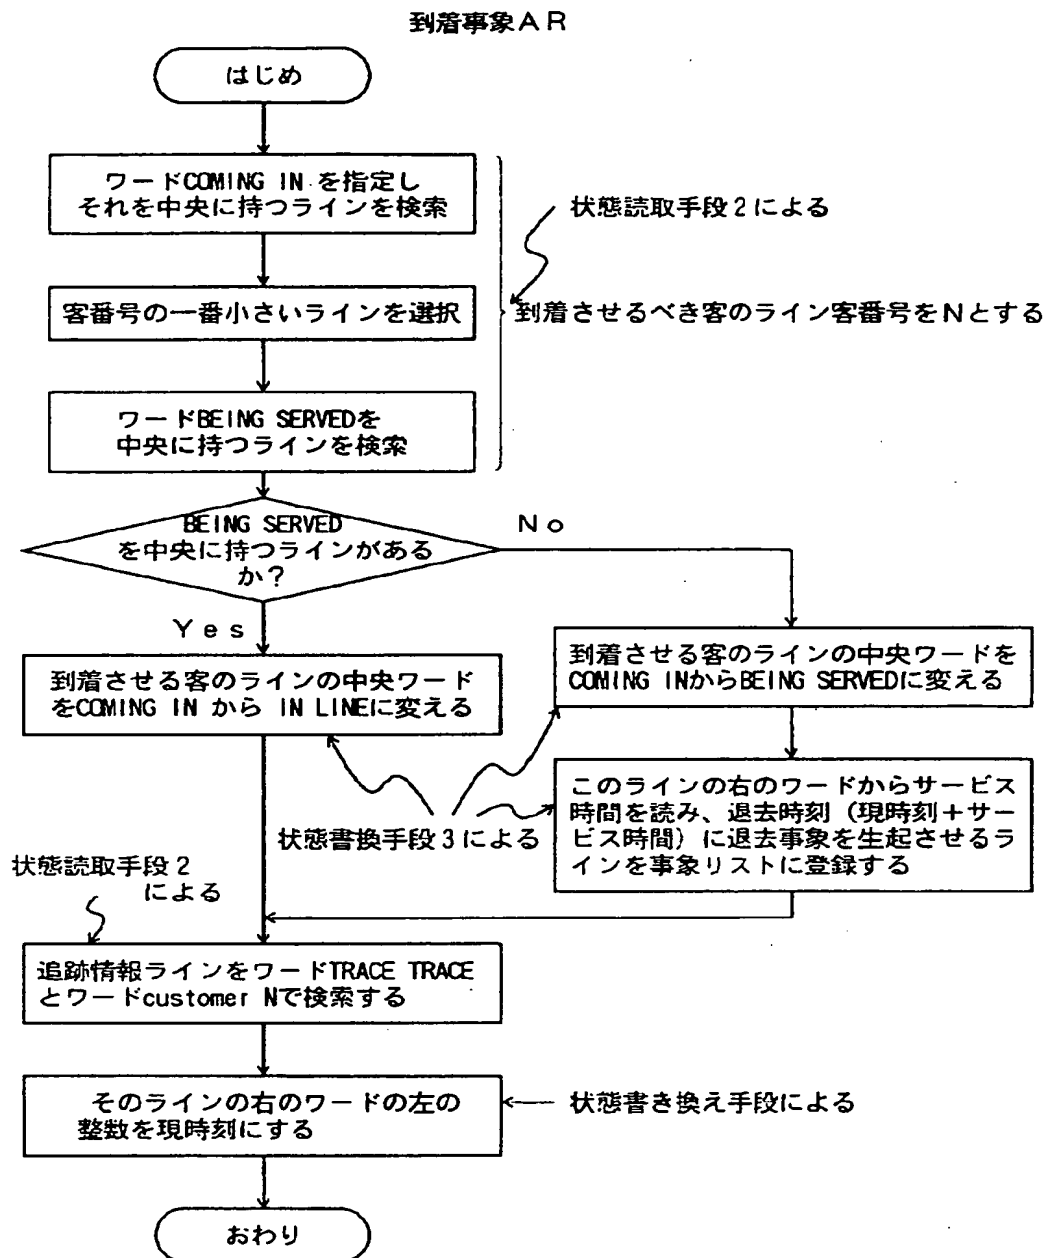 到着事象AR
はじめ
ワードCOMING IN を指定し
それを中央に持つラインを検索
状態読取手段2による
客番号の一番小さいラインを選択
到着させるべき客のライン客番号をNとする
ワードBEING SERVEDを
中央に持つラインを検索
BEING SERVED
を中央に持つラインがある
か?
No
Yes
到着させる客のラインの中央ワード
をCOMING IN から IN LINEに変える
到着させる客のラインの中央ワードを
COMING INからBEING SERVEDに変える
このラインの右のワードからサービス
時間を読み、退去時刻(現時刻+サー
ビス時間)に退去事象を生起させるラ
インを事象リストに登録する
状態書換手段3による
状態読取手段2
による
追跡情報ラインをワードTRACE TRACE
とワードcustomer Nで検索する
そのラインの右のワードの左の
整数を現時刻にする
状態書き換え手段による
おわり